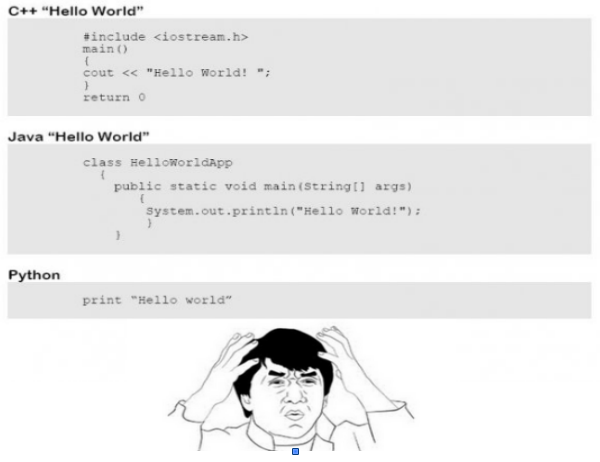 C++ “Hello World”
#include <iostream.h>
main()
{
cout << "Hello World! ";
}
return 0
Java “Hello World”
class HelloWorldApp
{
public static void main(String[] args)
{
System.out.println("Hello World!");
}
}
Python
print “Hello world”